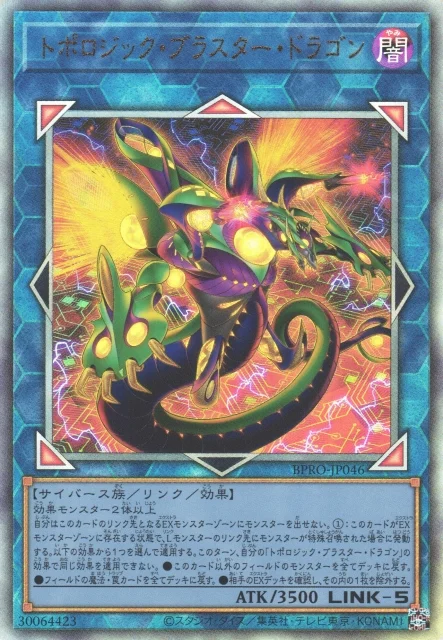 トポロジック・ブラスター・ドラゴン
闇
やみ
BPRO-JP046
【サイバース族／リンク／効果】
効果モンスター２体以上
自分はこのカードのリンク先となるEXモンスターゾーンにモンスターを出せない。①：このカードがEX
モンスターゾーンに存在する状態で、Lモンスターのリンク先にモンスターが特殊召喚された場合に発動
する。以下の効果から１つを選んで適用する。このターン、自分の「トポロジック・ブラスター・ドラゴン」の
効果で同じ効果を適用できない。●このカード以外のフィールドのモンスターを全てデッキに戻す。
●フィールドの魔法・罠カードを全てデッキに戻す。●相手のEXデッキを確認し、その内の１枚を除外する。
ATK/3500 LINK-5
30064423
©スタジオ・ダイス／集英社・テレビ東京・KONAMI